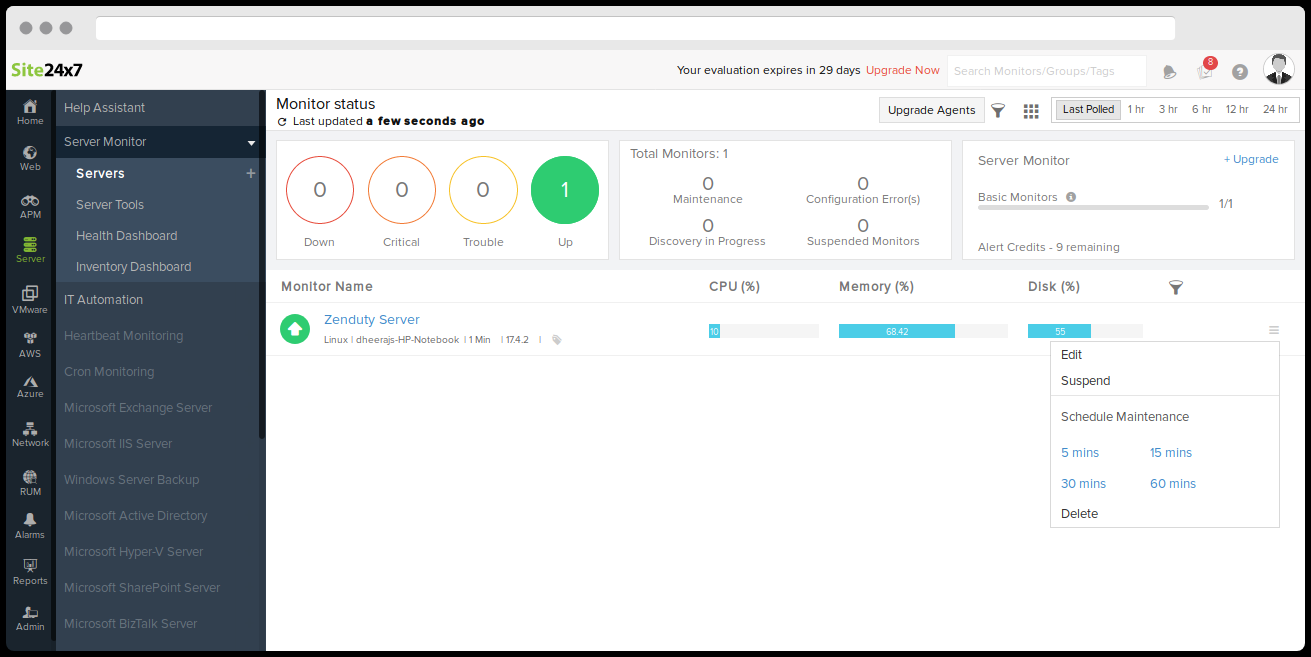 Site24x7
Your evaluation expires in 29 days Upgrade Now
Search Monitors/Groups/Tags
8
?
Home
Web
APM
Server
VMware
AWS
Azure
Network
RUM
Alarms
Reports
Admin
Help Assistant
Server Monitor
Servers +
Server Tools
Health Dashboard
Inventory Dashboard
IT Automation
Heartbeat Monitoring
Cron Monitoring
Microsoft Exchange Server
Microsoft IIS Server
Windows Server Backup
Microsoft Active Directory
Microsoft Hyper-V Server
Microsoft SharePoint Server
Microsoft BizTalk Server
Monitor status
Last updated a few seconds ago
Upgrade Agents
Last Polled 1 hr 3 hr 6 hr 12 hr 24 hr
0 0 0 1
Down Critical Trouble Up
Total Monitors: 1
0 0
Maintenance Configuration Error(s)
0 0
Discovery in Progress Suspended Monitors
Server Monitor + Upgrade
Basic Monitors 1/1
Alert Credits - 9 remaining
Monitor Name CPU (%) Memory (%) Disk (%)
Zenduty Server
Linux | dheerajs-HP-Notebook | 1 Min | 17.4.2 |
10 68.42 55
Edit
Suspend
Schedule Maintenance
5 mins 15 mins
30 mins 60 mins
Delete